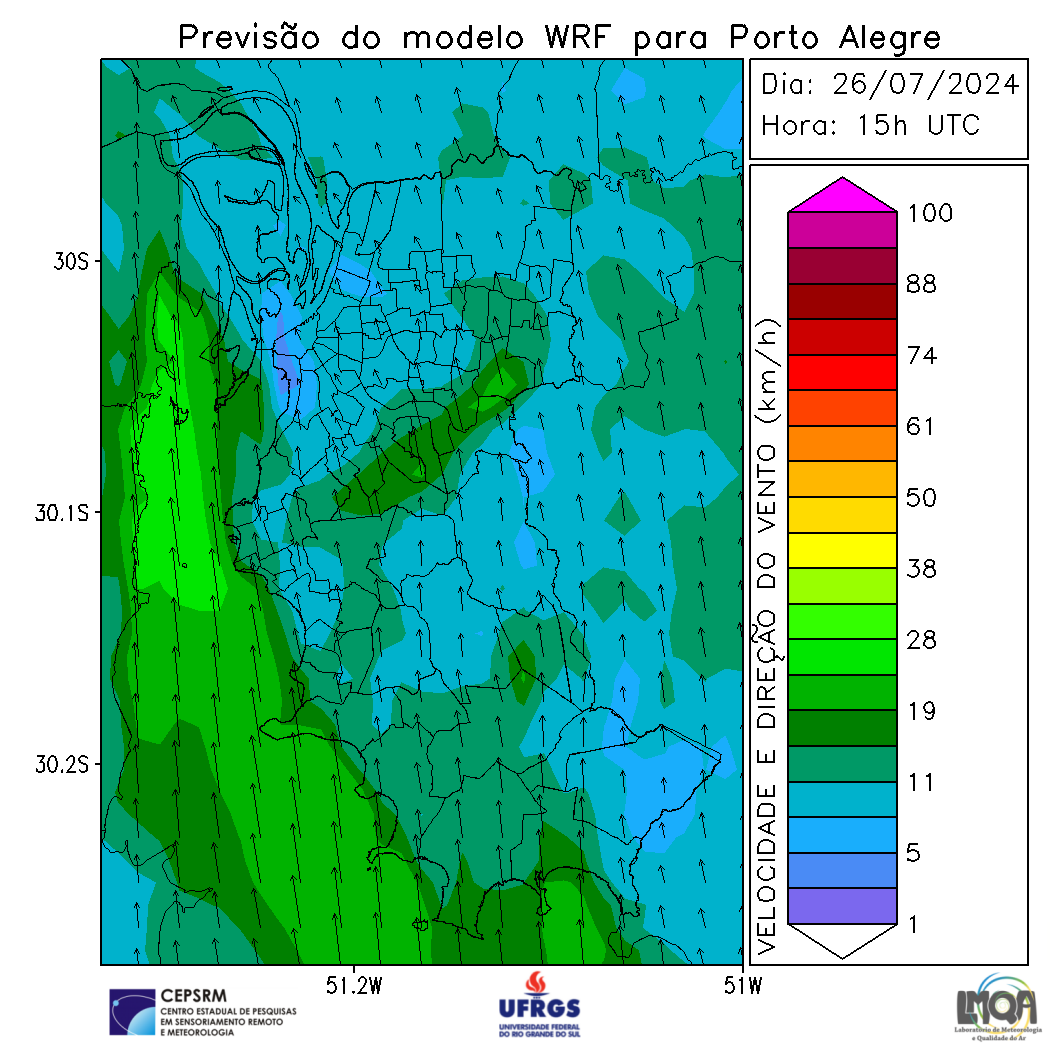 Previsão do modelo WRF para Porto Alegre
Dia: 26/07/2024
Hora: 15h UTC
30S
30.1S
30.2S
51.2W
51W
VELOCIDADE E DIREÇÃO DO VENTO (km/h)
100
88
74
61
50
38
28
19
11
5
1
CEPSRM
CENTRO ESTADUAL DE PESQUISAS
EM SENSORIAMENTO REMOTO
E METEOROLOGIA
UFRGS
UNIVERSIDADE FEDERAL
DO RIO GRANDE DO SUL
LMQA
Laboratório de Meteorologia
e Qualidade do Ar